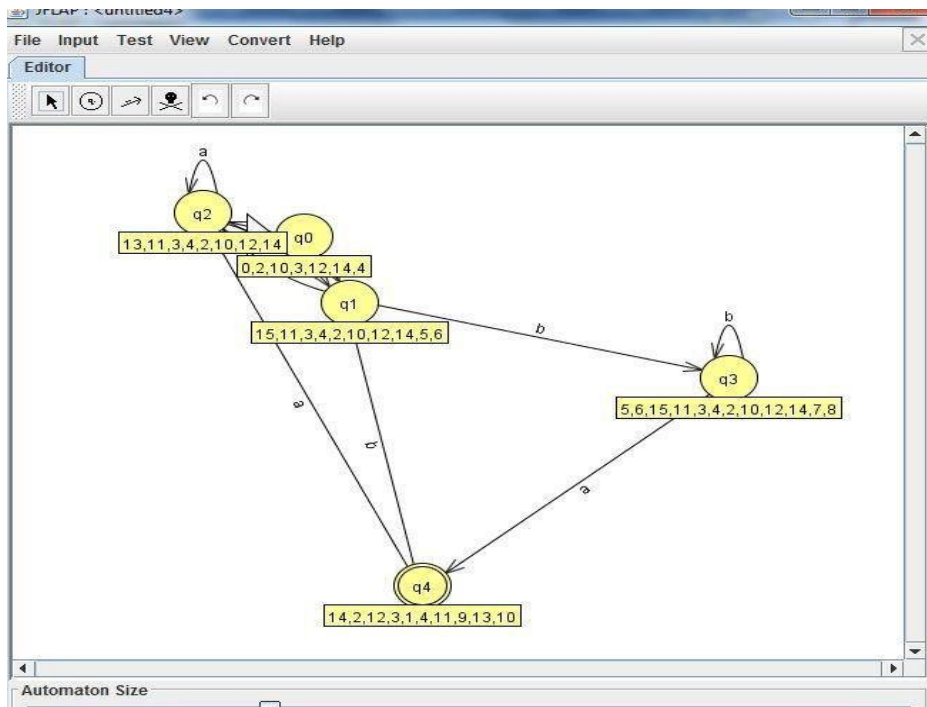 JFLAP : <untitled4>
File Input Test View Convert Help
Editor
a
q2
13,11,3,4,2,10,12,14
q0
0,2,10,3,12,14,4
q1
15,11,3,4,2,10,12,14,5,6
b
b
q3
5,6,15,11,3,4,2,10,12,14,7,8
a
b
a
q4
14,2,12,3,1,4,11,9,13,10
Automaton Size